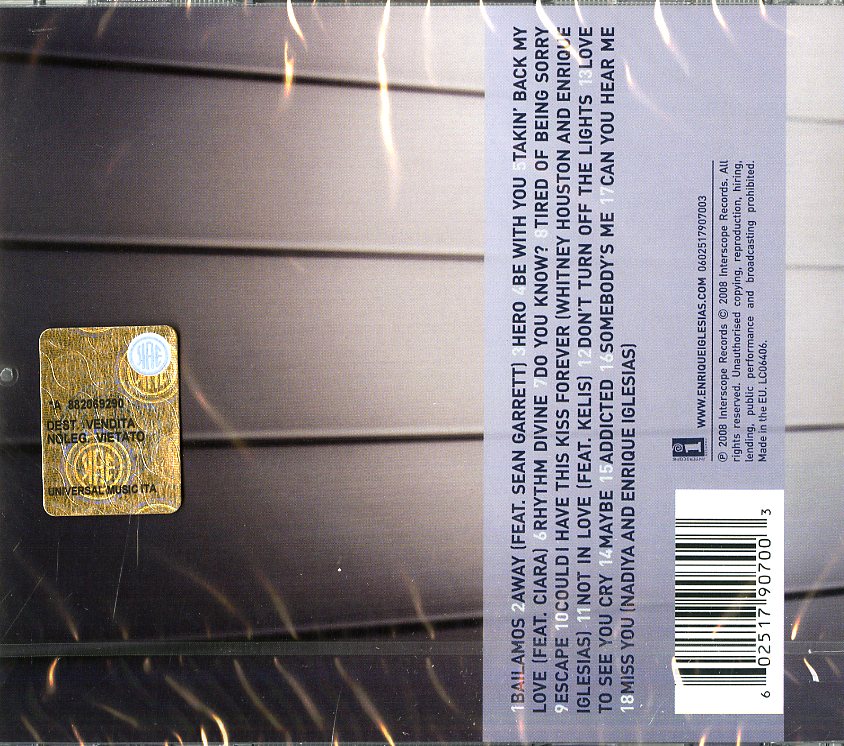 1BAILAMOS 2AWAY (FEAT. SEAN GARRETT) 3HERO 4BE WITH YOU 5TAKIN' BACK MY
LOVE (FEAT. CIARA) 6RHYTHM DIVINE 7DO YOU KNOW? 8TIRED OF BEING SORRY
9ESCAPE 10COULD I HAVE THIS KISS FOREVER (WHITNEY HOUSTON AND ENRIQUE
IGLESIAS) 11NOT IN LOVE (FEAT. KELIS) 12DON'T TURN OFF THE LIGHTS 13LOVE
TO SEE YOU CRY 14MAYBE 15ADDICTED 16SOMEBODY'S ME 17CAN YOU HEAR ME
18MISS YOU (NADIYA AND ENRIQUE IGLESIAS)
WWW.ENRIQUEIGLESIAS.COM 0602517907003
℗ 2008 Interscope Records © 2008 Interscope Records. All
rights reserved. Unauthorised copying, reproduction, hiring,
lending, public performance and broadcasting prohibited.
Made in the EU. LC06406.
6 02517 90700 3
1A 882069290
DEST. VENDITA
NOLEG. VIETATO
UNIVERSAL MUSIC ITA
SIAE